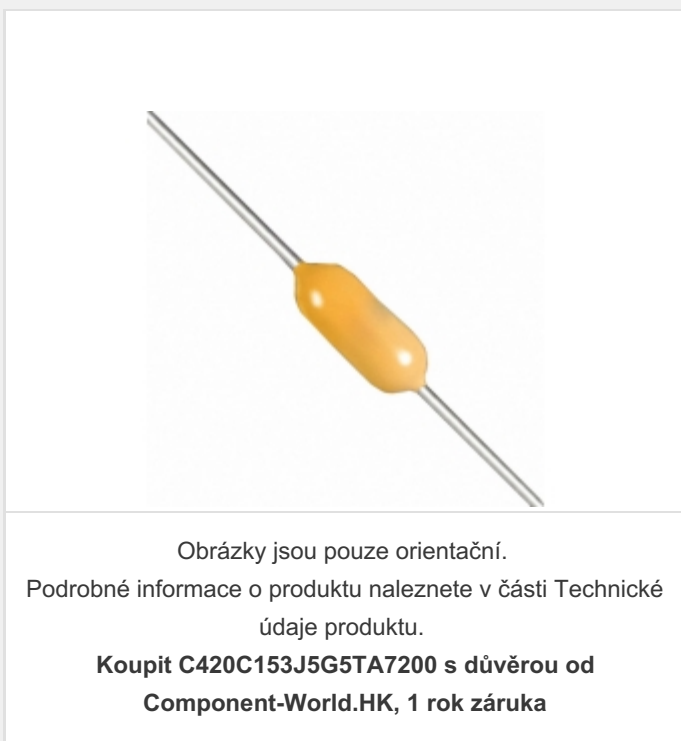 Obrázky jsou pouze orientační.
Podrobné informace o produktu naleznete v části Technické
údaje produktu.
Koupit C420C153J5G5TA7200 s důvěrou od
Component-World.HK, 1 rok záruka